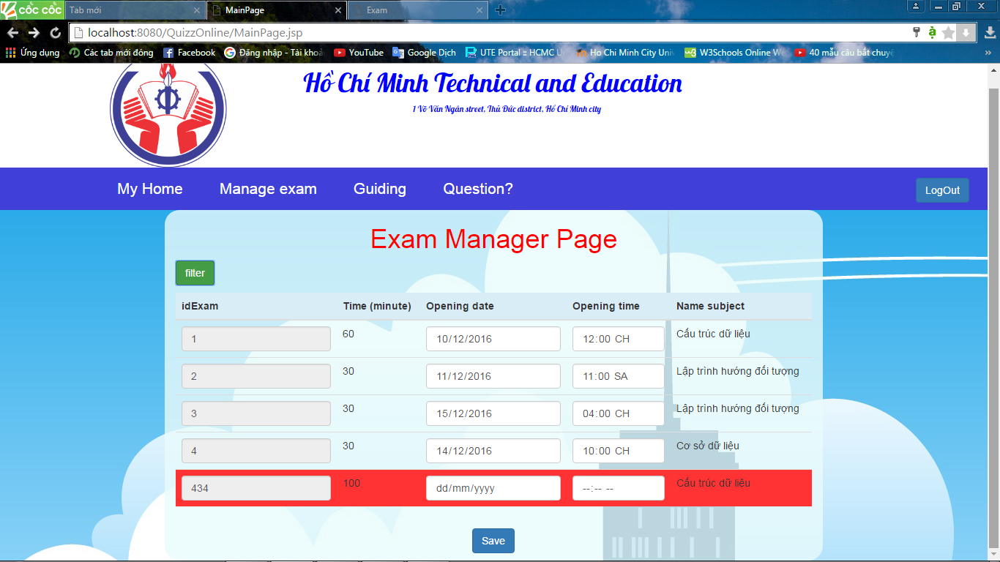 cốc cốc Tab mới MainPage Exam
localhost:8080/QuizzOnline/MainPage.jsp
Ứng dụng Các tab mới đóng Facebook Đăng nhập - Tài khoả YouTube Google Dịch UTE Portal :: HCMC U Ho Chi Minh City Uni W3Schools Online W 40 mẫu câu bắt chuyệ
Hồ Chí Minh Technical and Education
1 Võ Văn Ngân street, Thủ Đức district, Hồ Chí Minh city
My Home Manage exam Guiding Question? LogOut
Exam Manager Page
filter
idExam Time (minute) Opening date Opening time Name subject
1 60 10/12/2016 12:00 CH Cấu trúc dữ liệu
2 30 11/12/2016 11:00 SA Lập trình hướng đối tượng
3 30 15/12/2016 04:00 CH Lập trình hướng đối tượng
4 30 14/12/2016 10:00 CH Cơ sở dữ liệu
434 100 dd/mm/yyyy --:-- -- Cấu trúc dữ liệu
Save